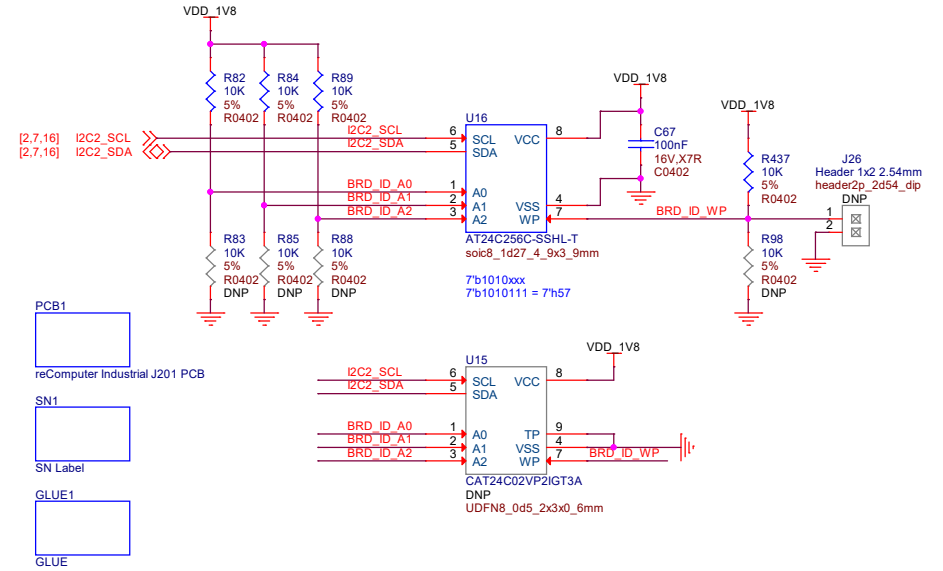 VDD_1V8
R82
10K
5%
R0402
R84
10K
5%
R0402
R89
10K
5%
R0402
VDD_1V8
C67
100nF
16V,X7R
C0402
VDD_1V8
R437
10K
5%
R0402
J26
Header 1x2 2.54mm
header2p_2d54_dip
DNP
1
2
[2,7,16] I2C2_SCL
[2,7,16] I2C2_SDA
I2C2_SCL
I2C2_SDA
BRD_ID_A0
BRD_ID_A1
BRD_ID_A2
U16
6 SCL VCC 8
5 SDA
1 A0
2 A1 VSS 4
3 A2 WP 7
BRD_ID_WP
AT24C256C-SSHL-T
soic8_1d27_4_9x3_9mm
7'b1010xxx
7'b1010111 = 7'h57
R83
10K
5%
R0402
DNP
R85
10K
5%
R0402
DNP
R88
10K
5%
R0402
DNP
R98
10K
5%
R0402
DNP
PCB1
reComputer Industrial J201 PCB
SN1
SN Label
GLUE1
GLUE
VDD_1V8
U15
I2C2_SCL
I2C2_SDA
BRD_ID_A0
BRD_ID_A1
BRD_ID_A2
6 SCL VCC 8
5 SDA
1 A0 TP 9
2 A1 VSS 4
3 A2 WP 7
BRD_ID_WP
CAT24C02VP2IGT3A
DNP
UDFN8_0d5_2x3x0_6mm